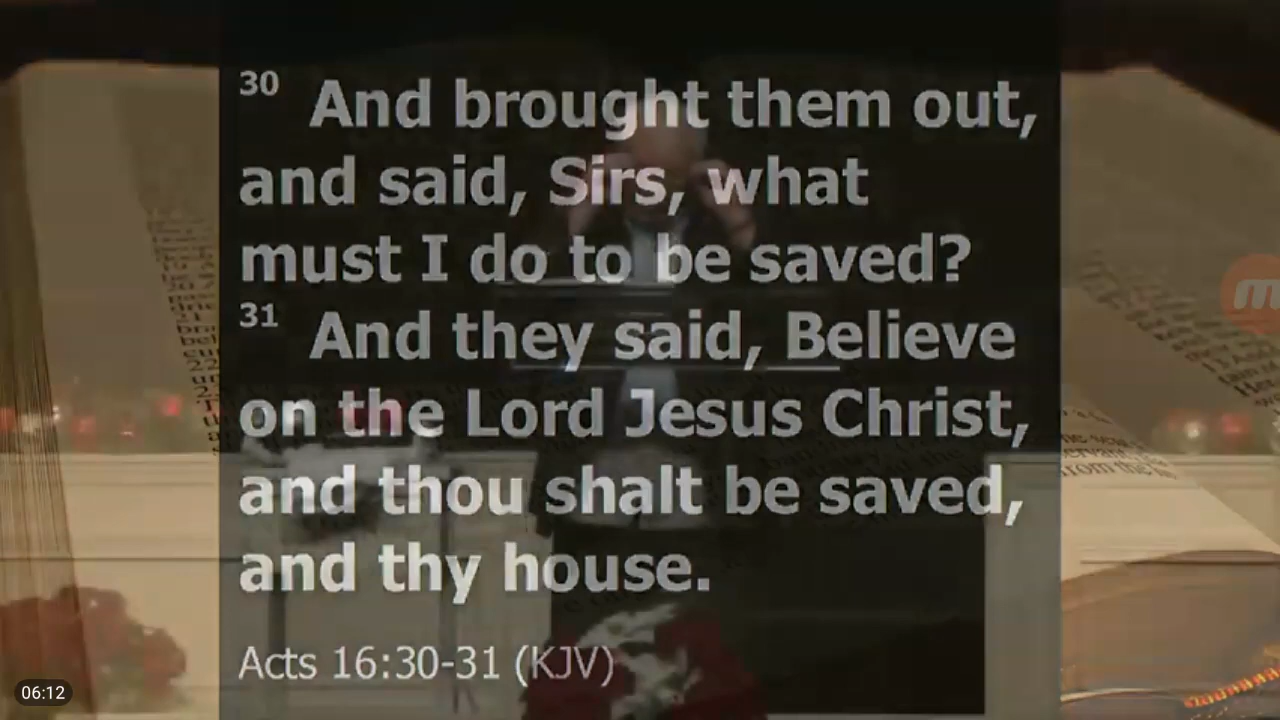 30 And brought them out,
and said, Sirs, what
must I do to be saved?
31 And they said, Believe
on the Lord Jesus Christ,
and thou shalt be saved,
and thy house.
Acts 16:30-31 (KJV)
06:12